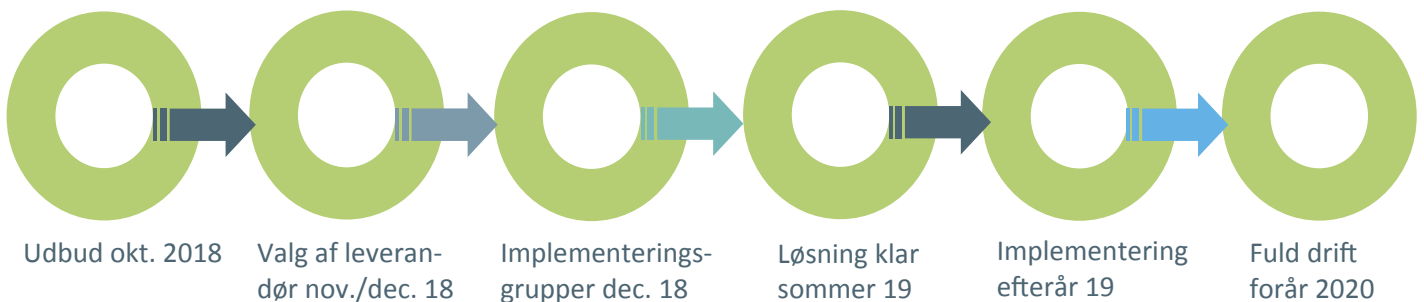 Udbud okt. 2018
Valg af leveran-
dør nov./dec. 18
Implementerings-
grupper dec. 18
Løsning klar
sommer 19
Implementering
efterår 19
Fuld drift
forår 2020